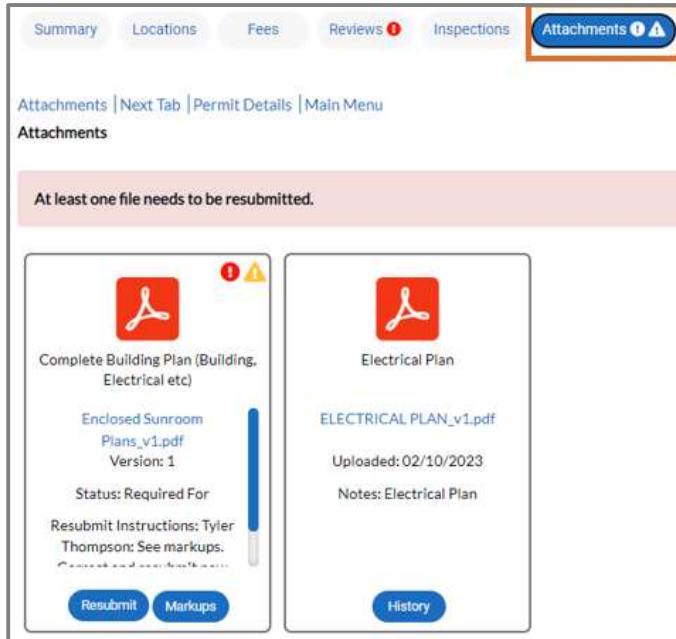 Summary Locations Fees Reviews Inspections Attachments
Attachments | Next Tab | Permit Details | Main Menu
Attachments
At least one file needs to be resubmitted.
Complete Building Plan (Building,
Electrical etc)
Enclosed Sunroom
Plans_v1.pdf
Version: 1
Status: Required For
Resubmit Instructions: Tyler
Thompson: See markups.
Resubmit Markups
Electrical Plan
ELECTRICAL PLAN_v1.pdf
Uploaded: 02/10/2023
Notes: Electrical Plan
History